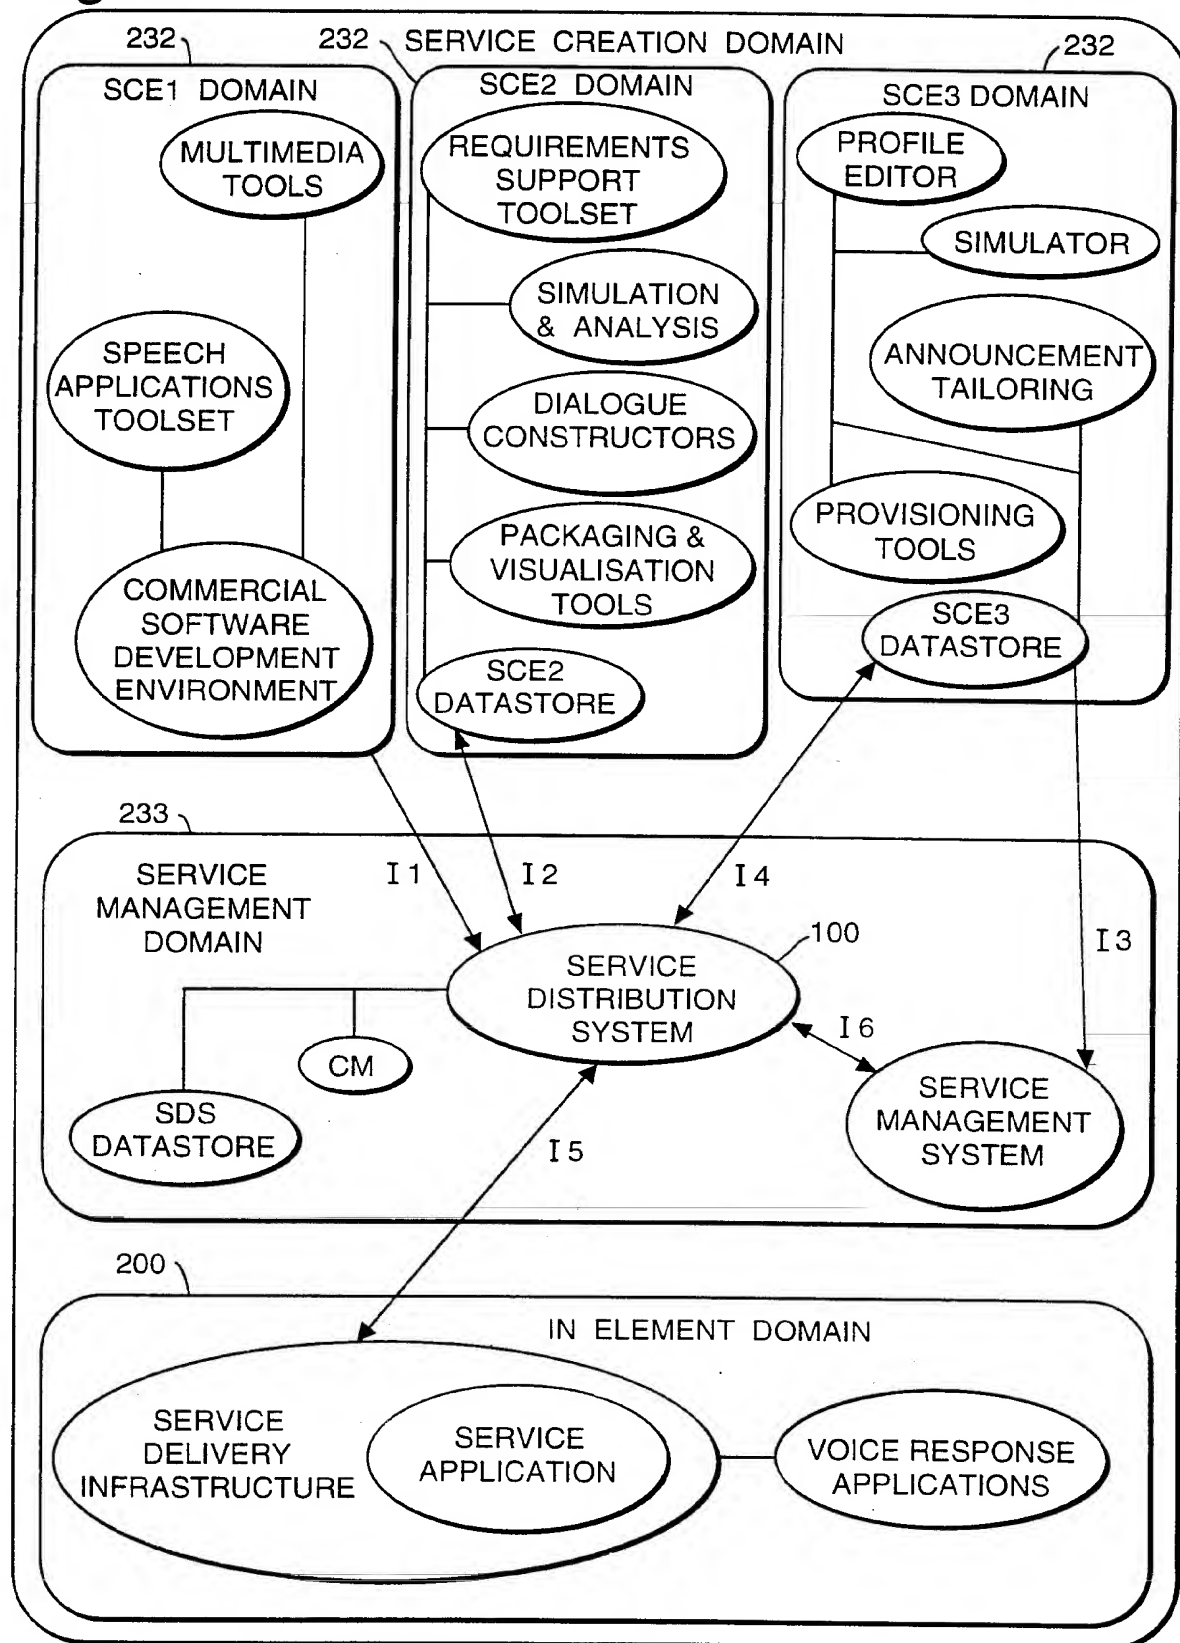 232
232
SERVICE CREATION DOMAIN
232
SCE1 DOMAIN
MULTIMEDIA
TOOLS
SPEECH
APPLICATIONS
TOOLSET
COMMERCIAL
SOFTWARE
DEVELOPMENT
ENVIRONMENT
SCE2 DOMAIN
REQUIREMENTS
SUPPORT
TOOLSET
SIMULATION
& ANALYSIS
DIALOGUE
CONSTRUCTORS
PACKAGING &
VISUALISATION
TOOLS
SCE2
DATASTORE
SCE3 DOMAIN
PROFILE
EDITOR
SIMULATOR
ANNOUNCEMENT
TAILORING
PROVISIONING
TOOLS
SCE3
DATASTORE
233
SERVICE
MANAGEMENT
DOMAIN
I1
I2
I4
I3
100
SERVICE
DISTRIBUTION
SYSTEM
I6
CM
SDS
DATASTORE
SERVICE
MANAGEMENT
SYSTEM
I5
200
IN ELEMENT DOMAIN
SERVICE
DELIVERY
INFRASTRUCTURE
SERVICE
APPLICATION
VOICE RESPONSE
APPLICATIONS